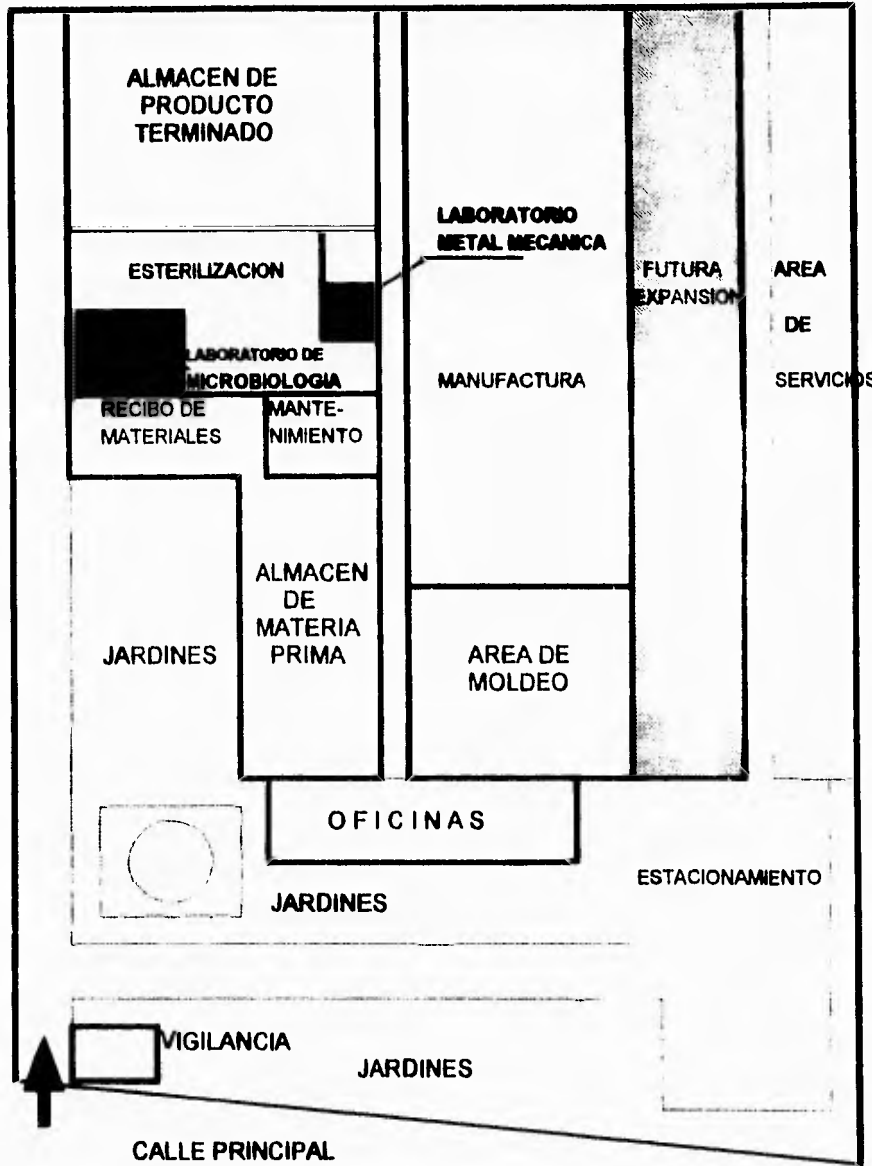 ALMACEN DE
PRODUCTO
TERMINADO
LABORATORIO
METAL MECANICA
ESTERILIZACION
FUTURA
EXPANSION
AREA
DE
SERVICIOS
LABORATORIO DE
MICROBIOLOGIA
MANUFACTURA
RECIBO DE
MATERIALES
MANTE-
NIMIENTO
ALMACEN
DE
MATERIA
PRIMA
JARDINES
AREA DE
MOLDEO
OFICINAS
ESTACIONAMIENTO
JARDINES
VIGILANCIA
JARDINES
CALLE PRINCIPAL